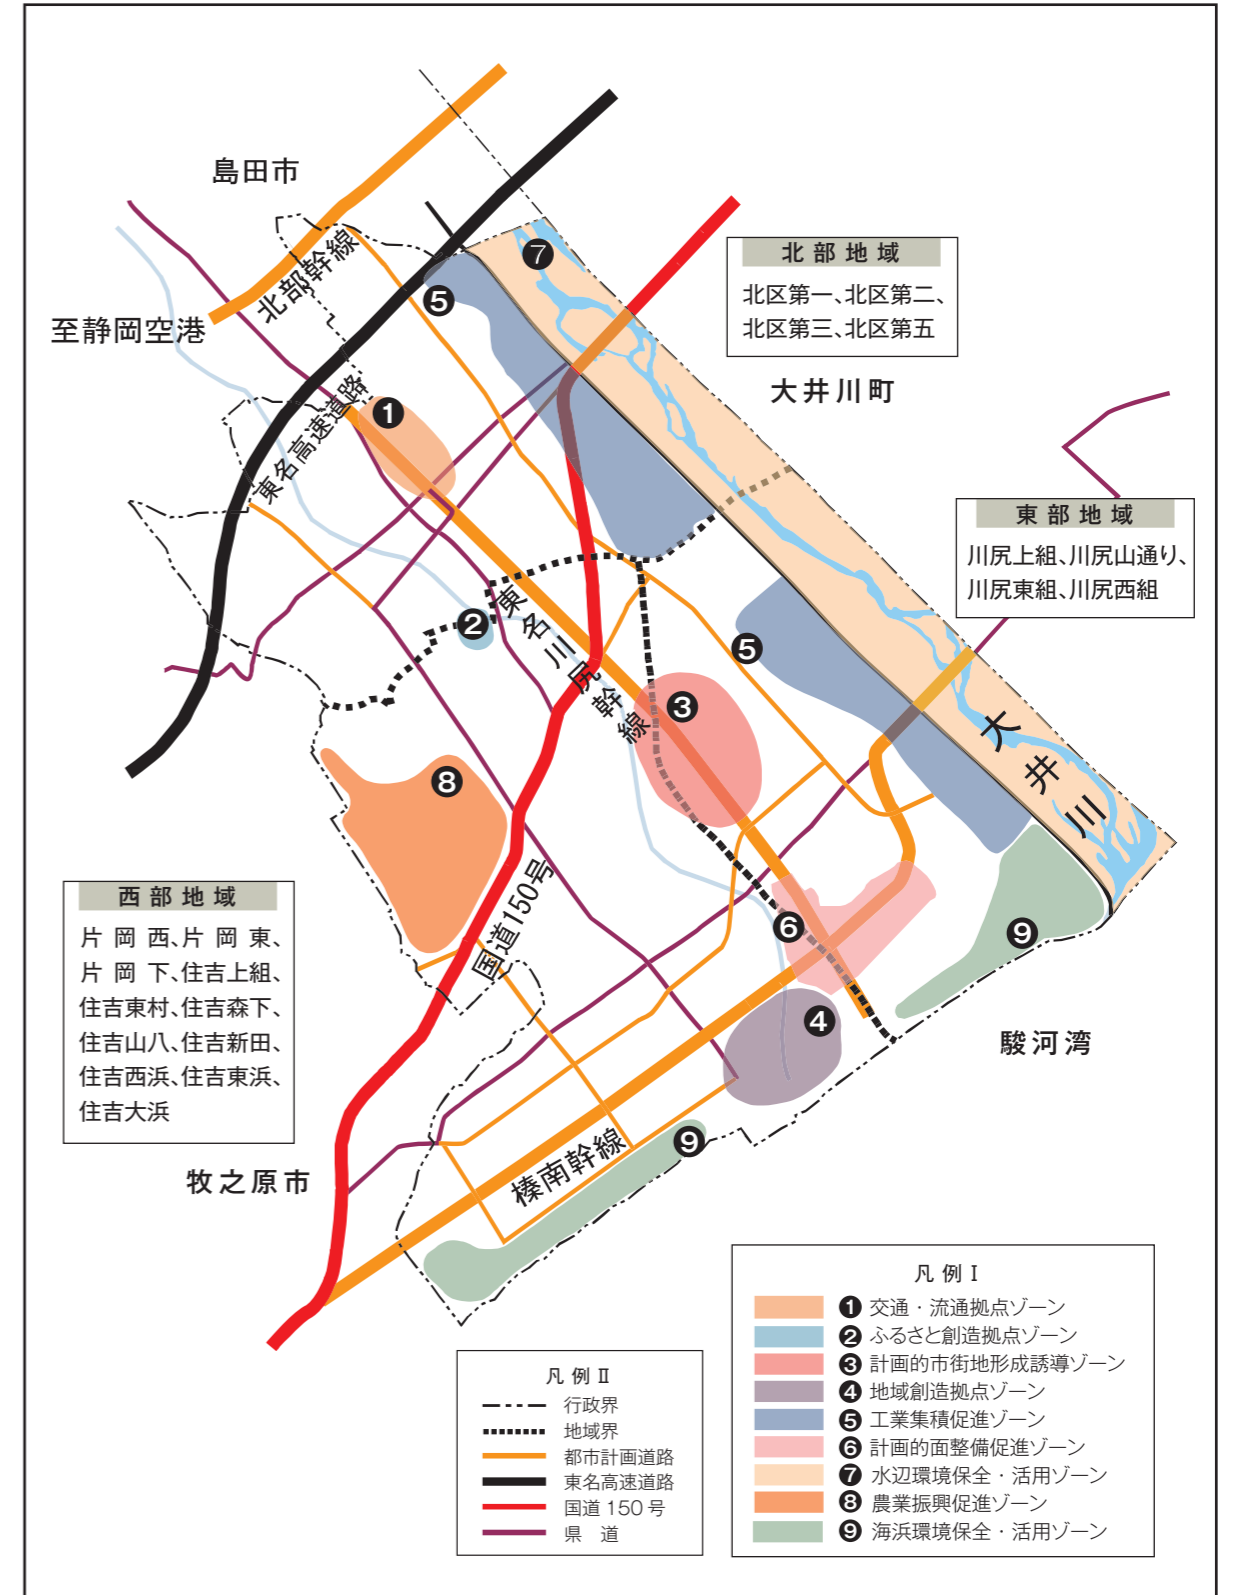 島田市
北部幹線
至静岡空港
東名高速道路
❼
❺
❶
北部地域
北区第一、北区第二、
北区第三、北区第五
大井川町
東部地域
川尻上組、川尻山通り、
川尻東組、川尻西組
❷
東名川尻幹線
❺
❸
大井川
❽
国道150号
西部地域
片岡西、片岡東、
片岡下、住吉上組、
住吉東村、住吉森下、
住吉山八、住吉新田、
住吉西浜、住吉東浜、
住吉大浜
❻
❾
❹
駿河湾
❾
榛南幹線
牧之原市
凡例Ⅱ
行政界
地域界
都市計画道路
東名高速道路
国道150号
県道
凡例Ⅰ
❶ 交通・流通拠点ゾーン
❷ ふるさと創造拠点ゾーン
❸ 計画的市街地形成誘導ゾーン
❹ 地域創造拠点ゾーン
❺ 工業集積促進ゾーン
❻ 計画的面整備促進ゾーン
❼ 水辺環境保全・活用ゾーン
❽ 農業振興促進ゾーン
❾ 海浜環境保全・活用ゾーン